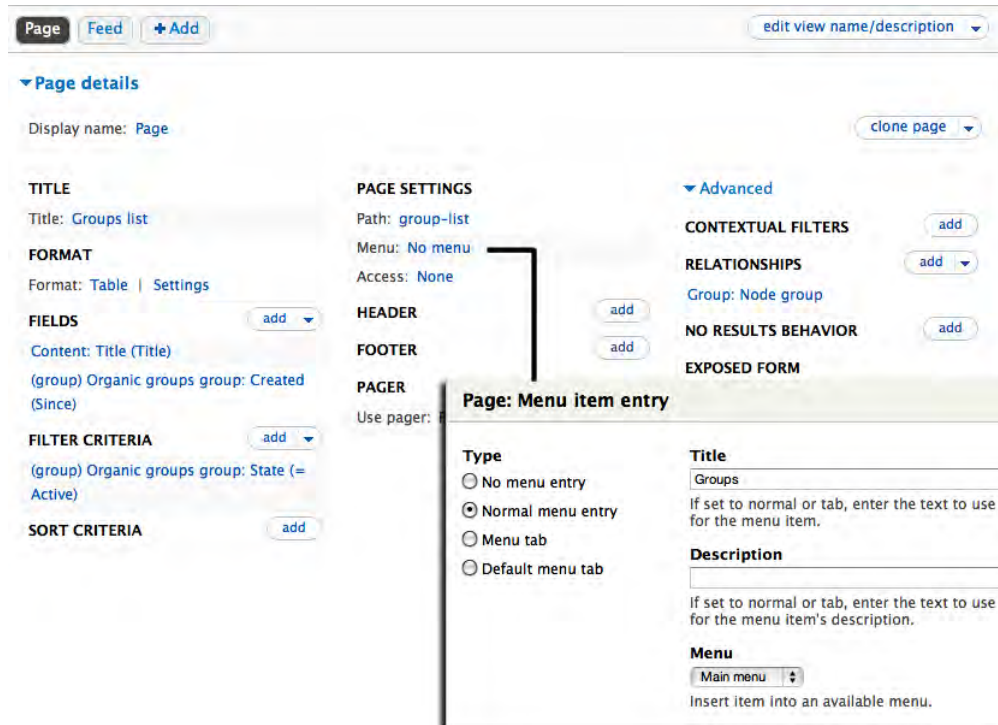 Page Feed +Add edit view name/description
Page details
Display name: Page clone page
TITLE
Title: Groups list
FORMAT
Format: Table | Settings
FIELDS add
Content: Title (Title)
(group) Organic groups group: Created
(Since)
FILTER CRITERIA add
(group) Organic groups group: State (=
Active)
SORT CRITERIA add
PAGE SETTINGS
Path: group-list
Menu: No menu
Access: None
HEADER add
FOOTER add
PAGER
Use pager:
Advanced
CONTEXTUAL FILTERS add
RELATIONSHIPS add
Group: Node group
NO RESULTS BEHAVIOR add
EXPOSED FORM
Page: Menu item entry
Type
No menu entry
Normal menu entry
Menu tab
Default menu tab
Title
Groups
If set to normal or tab, enter the text to use
for the menu item.
Description
If set to normal or tab, enter the text to use
for the menu item's description.
Menu
Main menu
Insert item into an available menu.